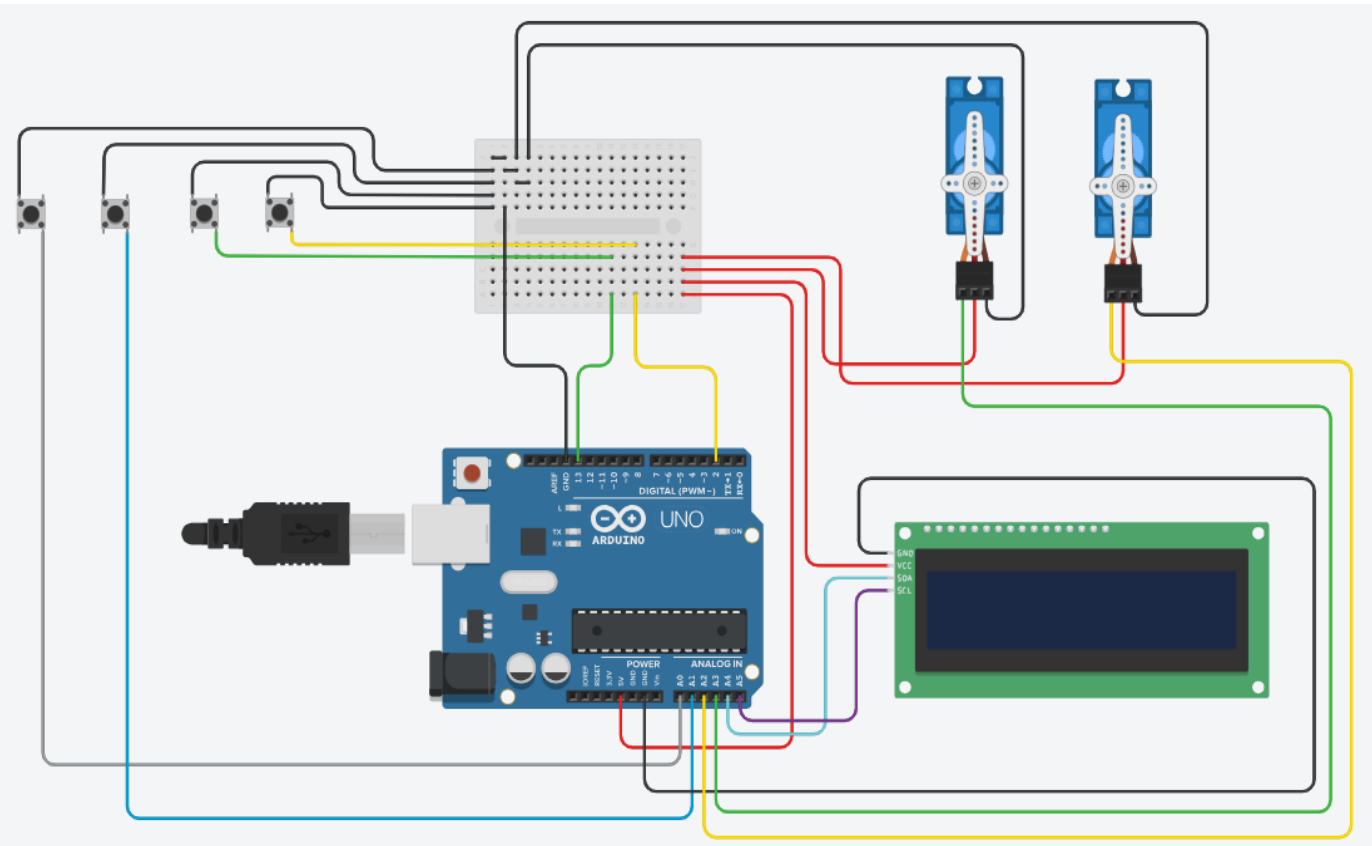 AREF
GND
13
12
~11
~10
~9
8
7
~6
~5
4
~3
2
TX→1
RX←0
DIGITAL (PWM~)
L
TX
RX
UNO
ON
ARDUINO
GND
VCC
SDA
SCL
POWER
ANALOG IN
IOREF
RESET
3.3V
5V
GND
GND
Vin
A0
A1
A2
A3
A4
A5